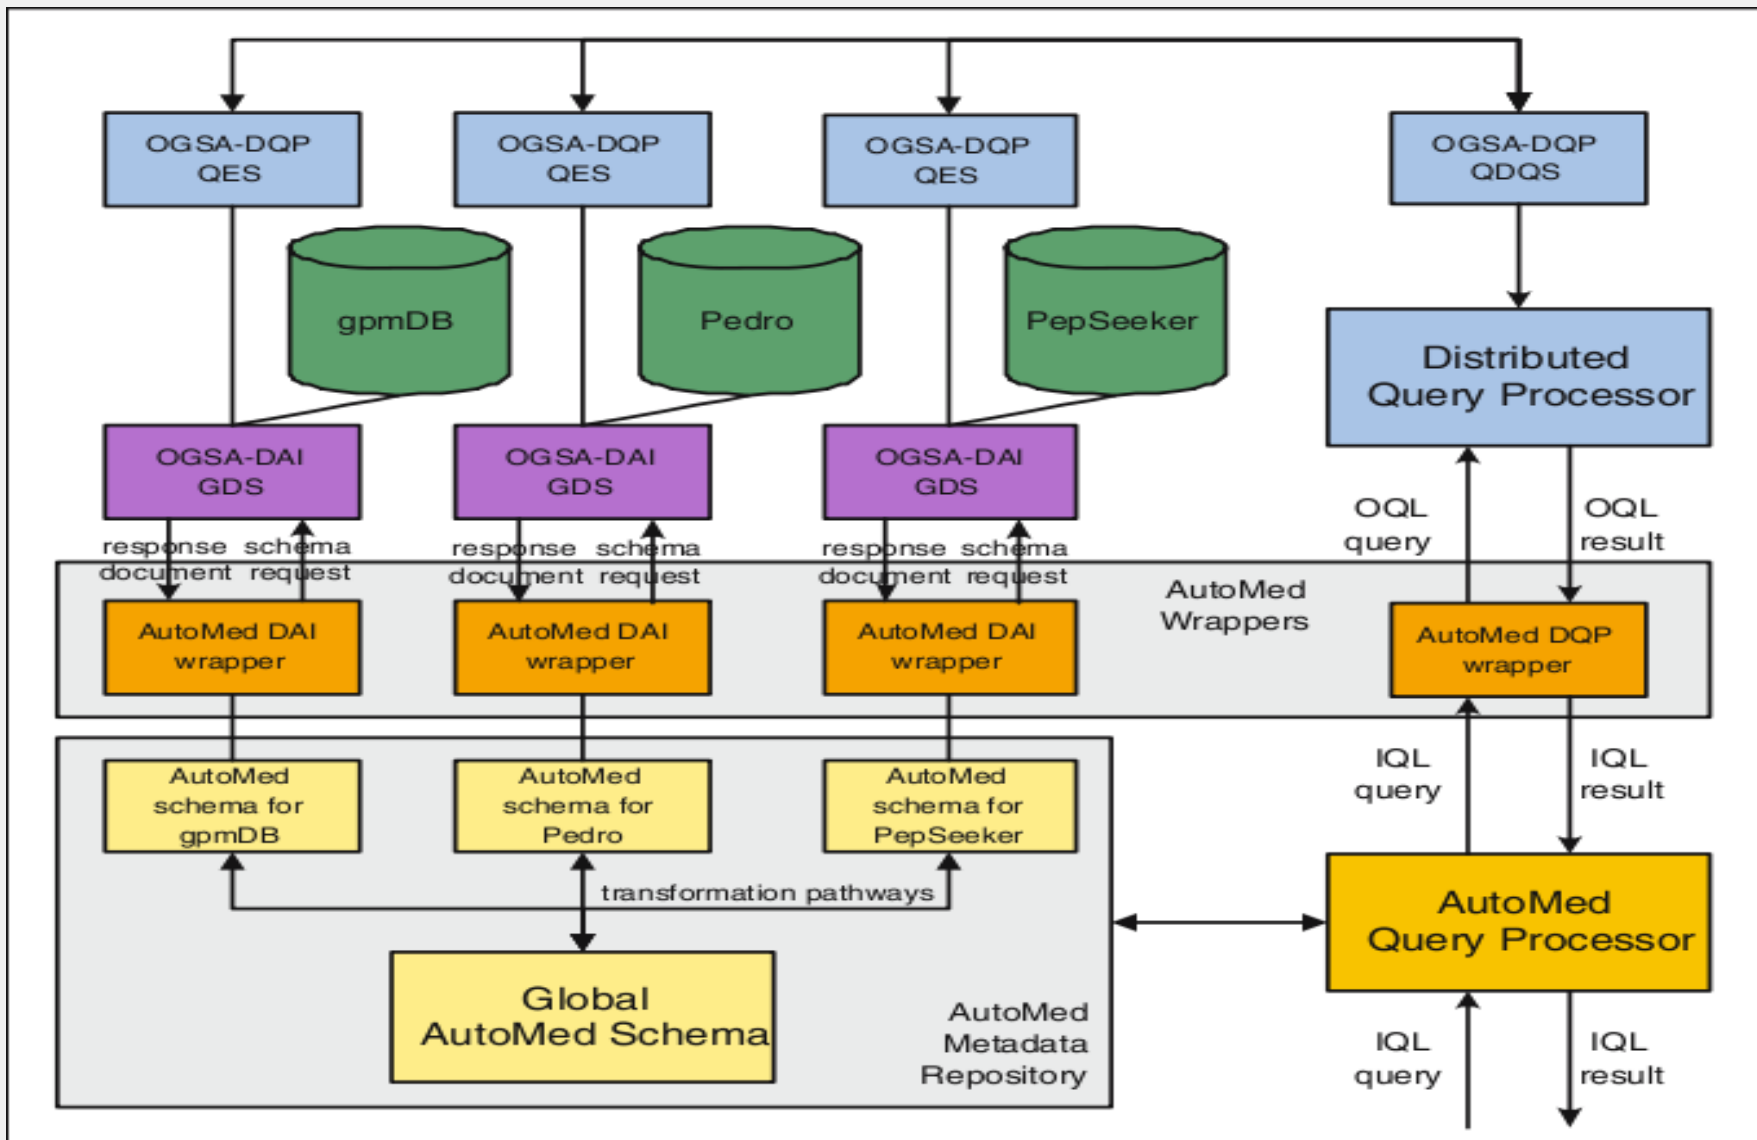 OGSA-DQP
QES
OGSA-DQP
QES
OGSA-DQP
QES
OGSA-DQP
QDQS
gpmDB
Pedro
PepSeeker
Distributed
Query Processor
OGSA-DAI
GDS
OGSA-DAI
GDS
OGSA-DAI
GDS
OQL
query
OQL
result
response
document
schema
request
response
document
schema
request
response
document
schema
request
AutoMed
Wrappers
AutoMed DAI
wrapper
AutoMed DAI
wrapper
AutoMed DAI
wrapper
AutoMed DQP
wrapper
AutoMed
schema for
gpmDB
AutoMed
schema for
Pedro
AutoMed
schema for
PepSeeker
IQL
query
IQL
result
transformation pathways
AutoMed
Query Processor
Global
AutoMed Schema
AutoMed
Metadata
Repository
IQL
query
IQL
result